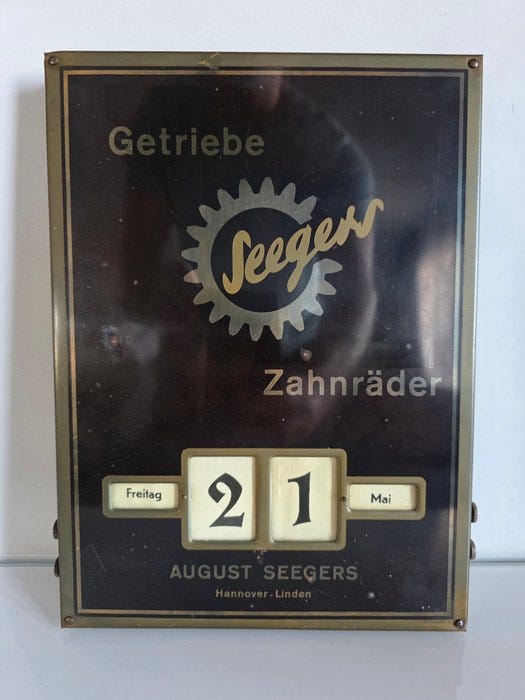 Getriebe
Seegers
Zahnräder
Freitag 21 Mai
AUGUST SEEGERS
Hannover-Linden